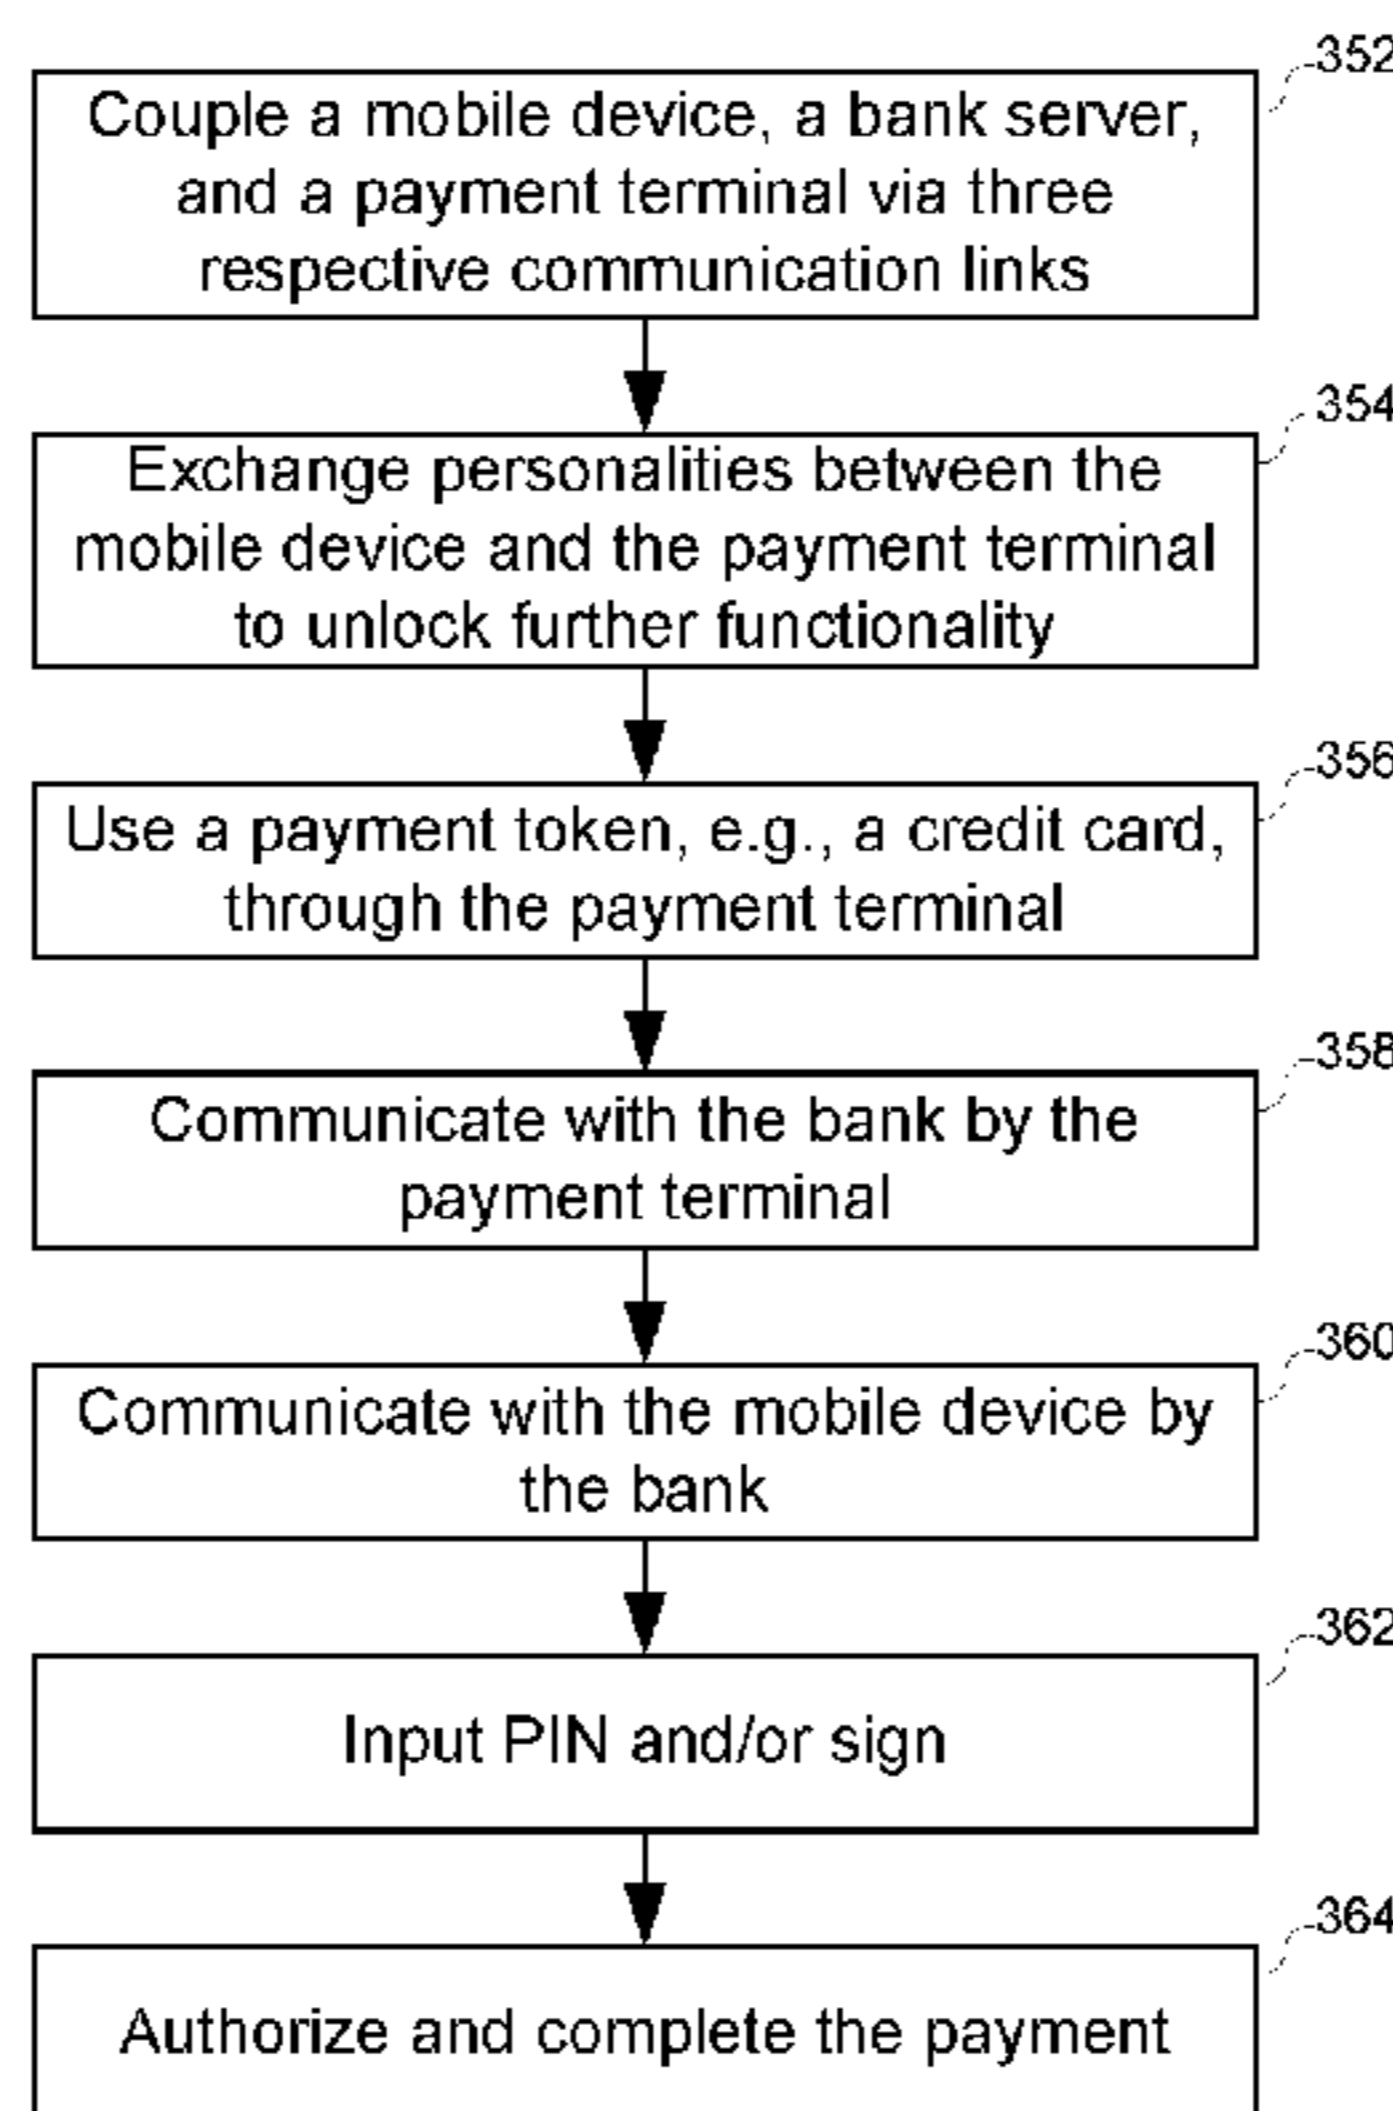 352
Couple a mobile device, a bank server,
and a payment terminal via three
respective communication links
354
Exchange personalities between the
mobile device and the payment terminal
to unlock further functionality
356
Use a payment token, e.g., a credit card,
through the payment terminal
358
Communicate with the bank by the
payment terminal
360
Communicate with the mobile device by
the bank
362
Input PIN and/or sign
364
Authorize and complete the payment